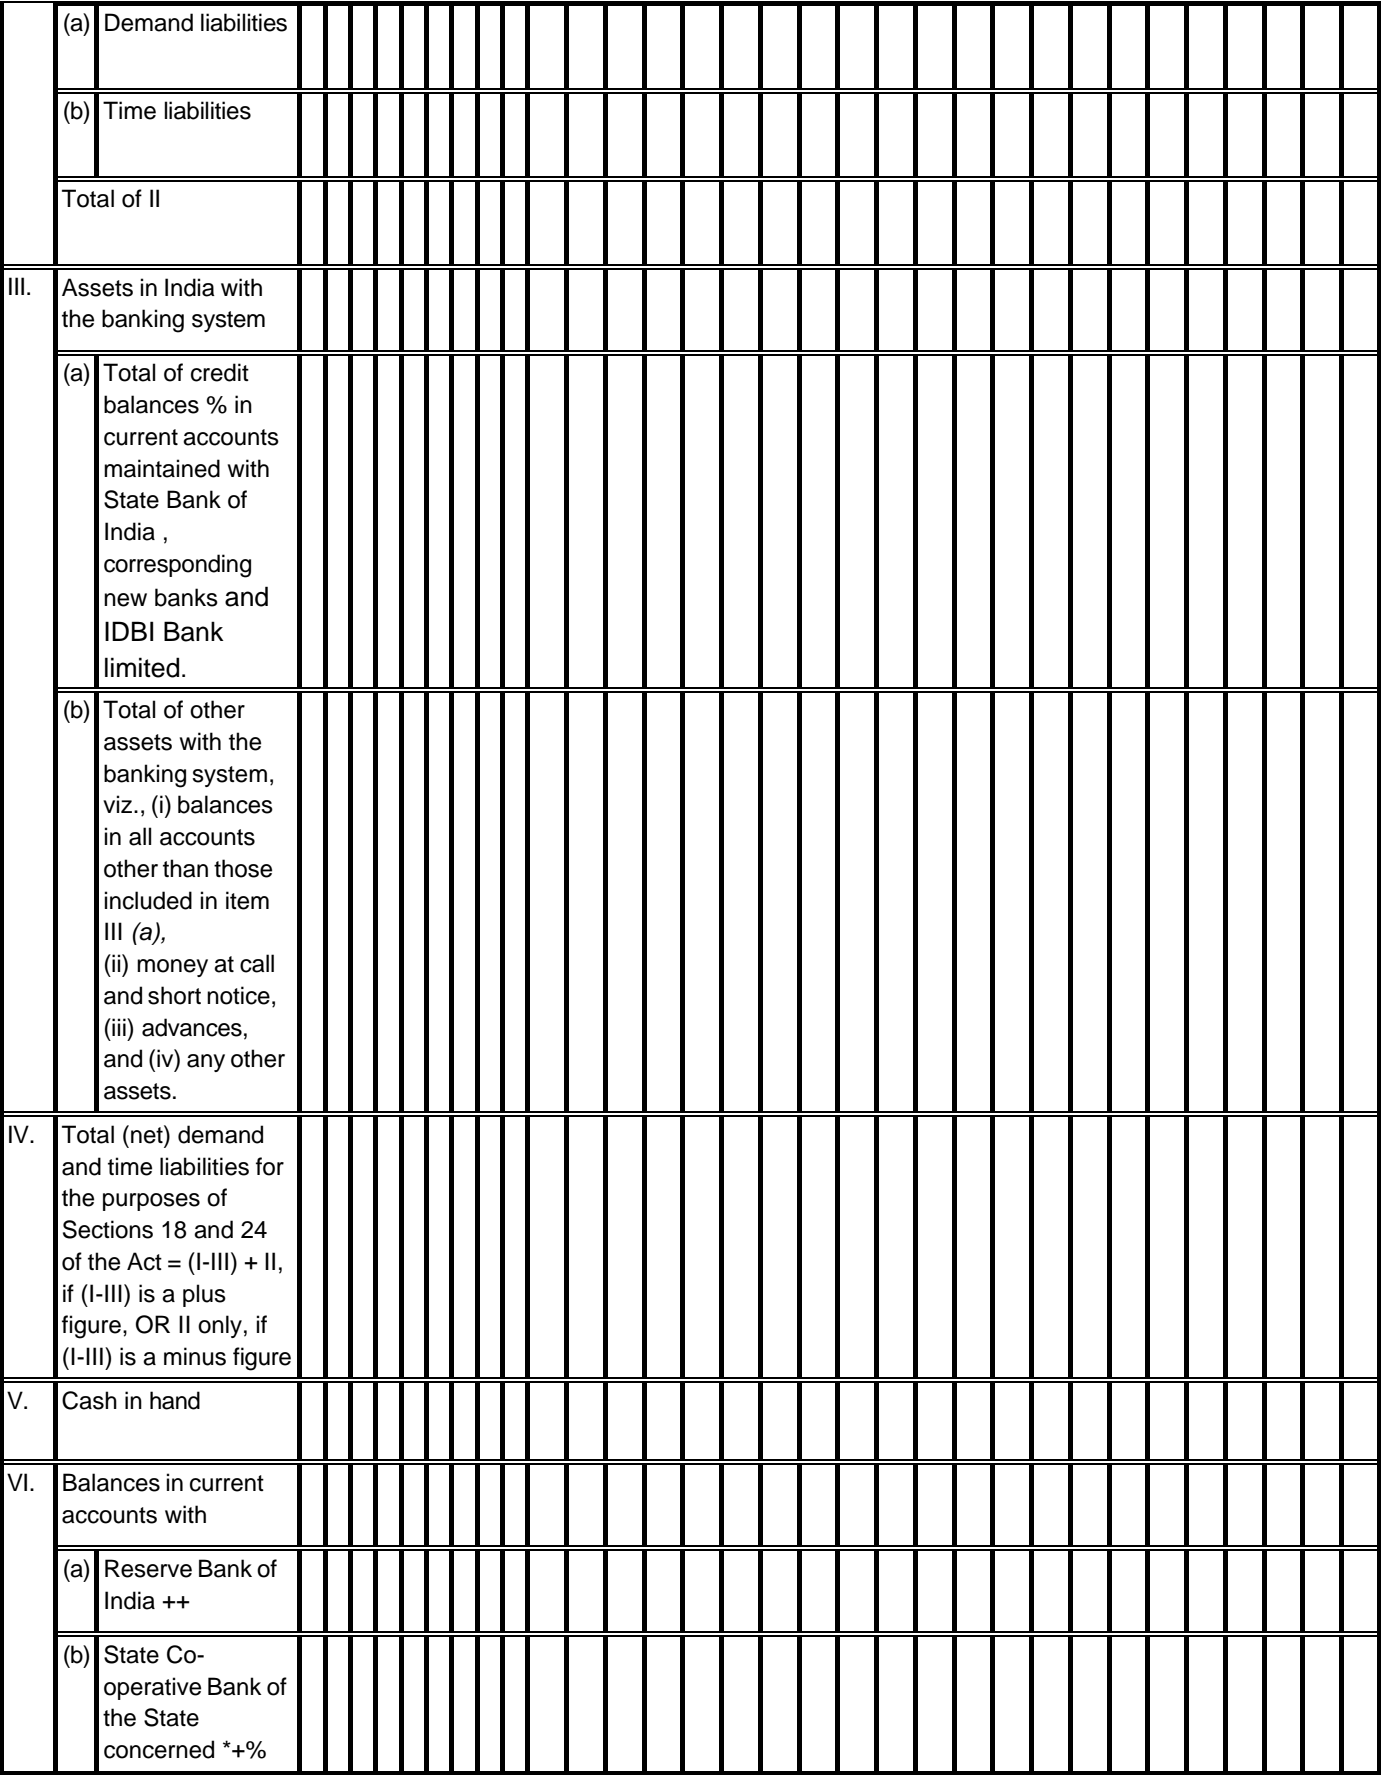 (a) Demand liabilities
(b) Time liabilities
Total of II
III. Assets in India with
the banking system
(a) Total of credit
balances % in
current accounts
maintained with
State Bank of
India ,
corresponding
new banks and
IDBI Bank
limited.
(b) Total of other
assets with the
banking system,
viz., (i) balances
in all accounts
other than those
included in item
III (a),
(ii) money at call
and short notice,
(iii) advances,
and (iv) any other
assets.
IV. Total (net) demand
and time liabilities for
the purposes of
Sections 18 and 24
of the Act = (I-III) + II,
if (I-III) is a plus
figure, OR II only, if
(I-III) is a minus figure
V. Cash in hand
VI. Balances in current
accounts with
(a) Reserve Bank of
India ++
(b) State Co-
operative Bank of
the State
concerned *+%